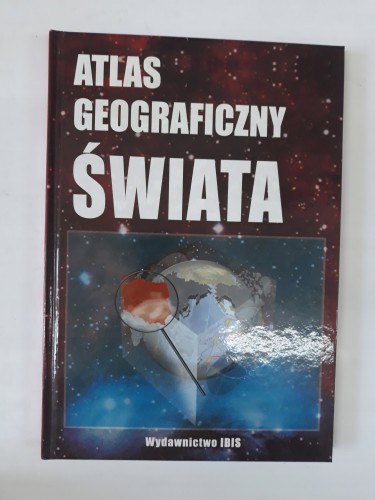 ATLAS
GEOGRAFICZNY
ŚWIATA
Wydawnictwo IBIS